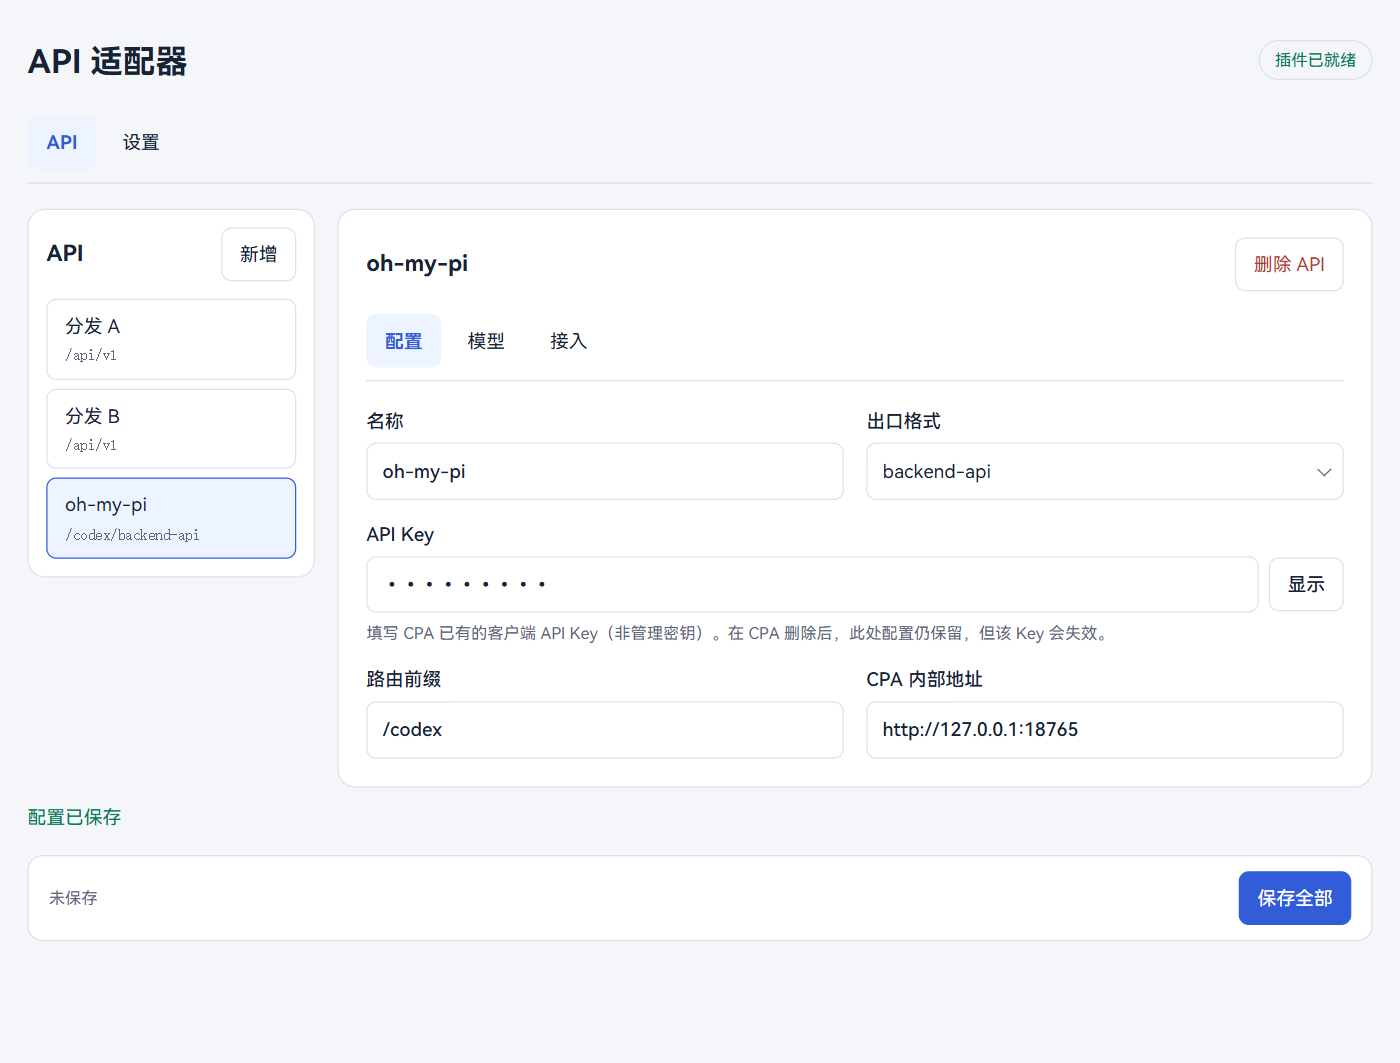 API 适配器
插件已就绪
API
设置
API
新增
分发 A
/api/v1
分发 B
/api/v1
oh-my-pi
/codex/backend-api
oh-my-pi
删除 API
配置
模型
接入
名称
出口格式
oh-my-pi
backend-api
API Key
•••••••••
显示
填写 CPA 已有的客户端 API Key（非管理密钥）。在 CPA 删除后，此处配置仍保留，但该 Key 会失效。
路由前缀
CPA 内部地址
/codex
http://127.0.0.1:18765
配置已保存
未保存
保存全部